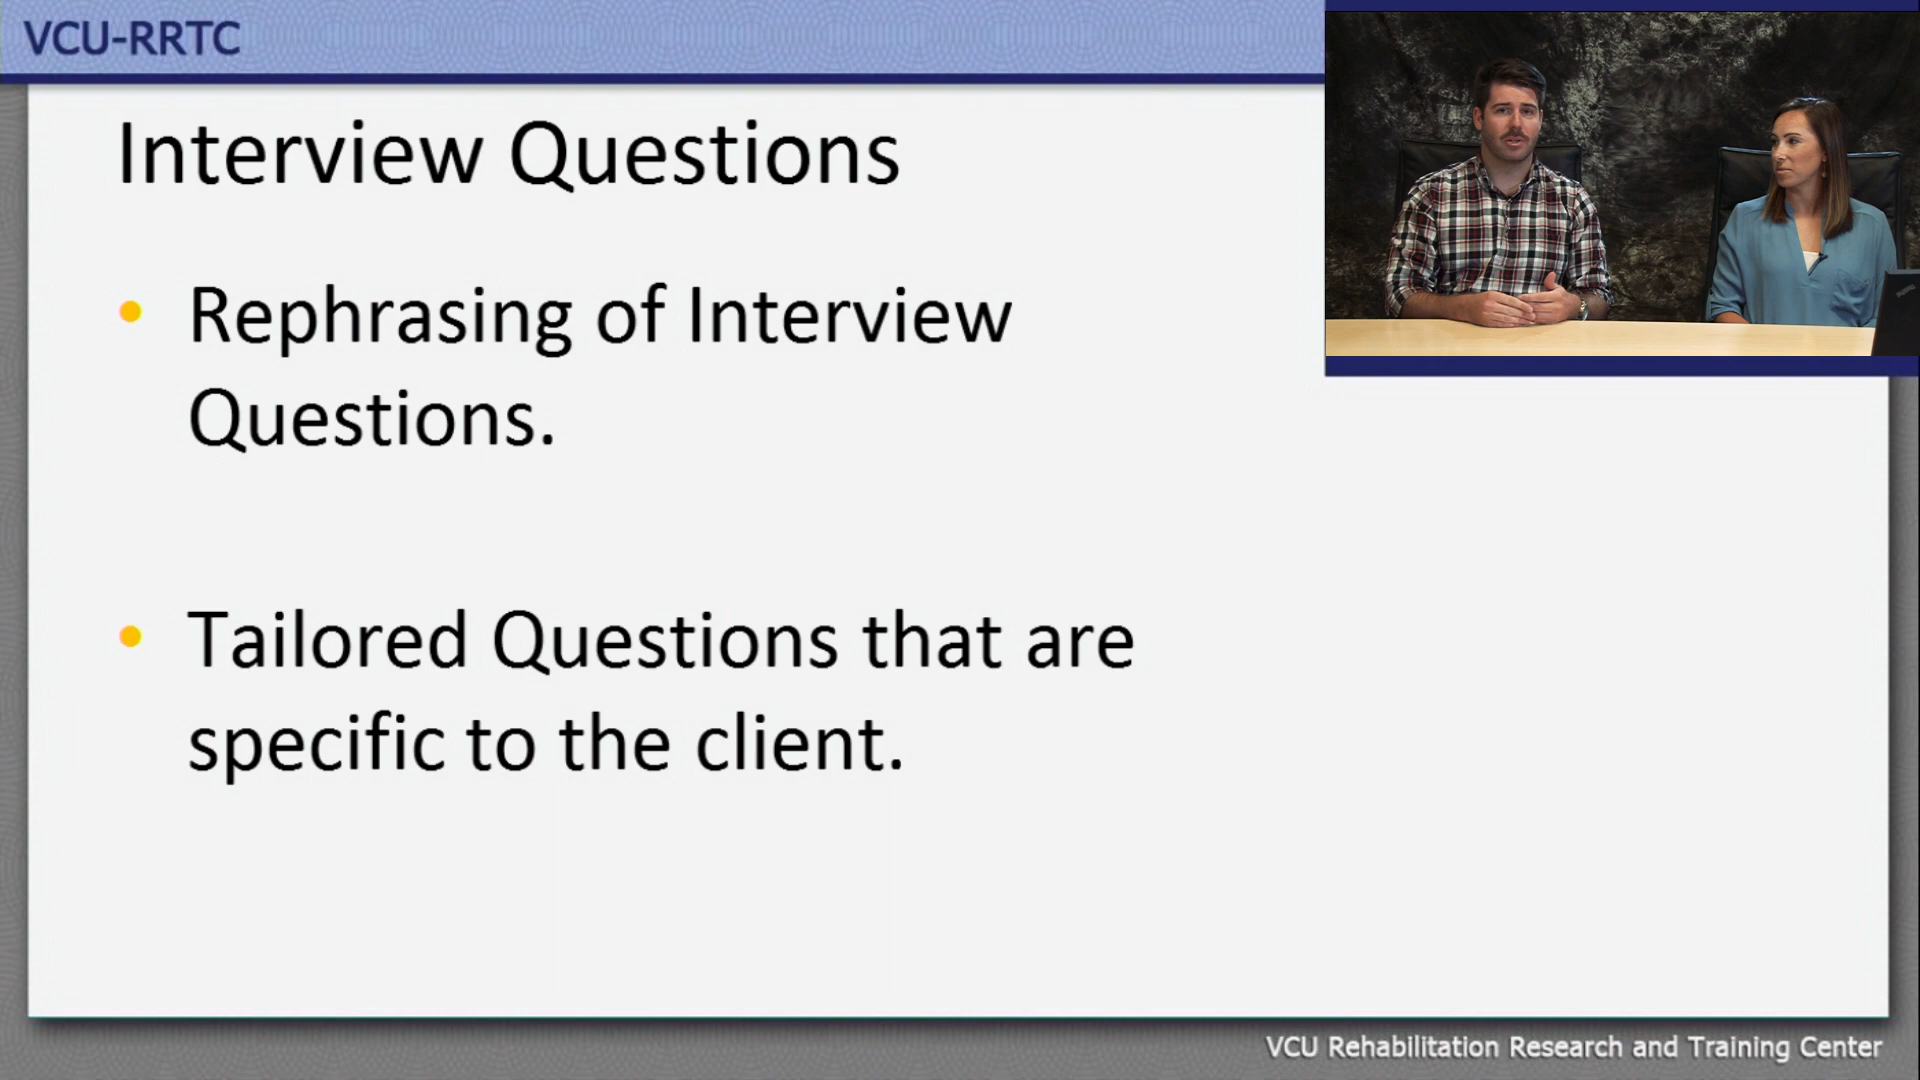 VCU-RRTC
Interview Questions
• Rephrasing of Interview
Questions.
• Tailored Questions that are
specific to the client.
VCU Rehabilitation Research and Training Center